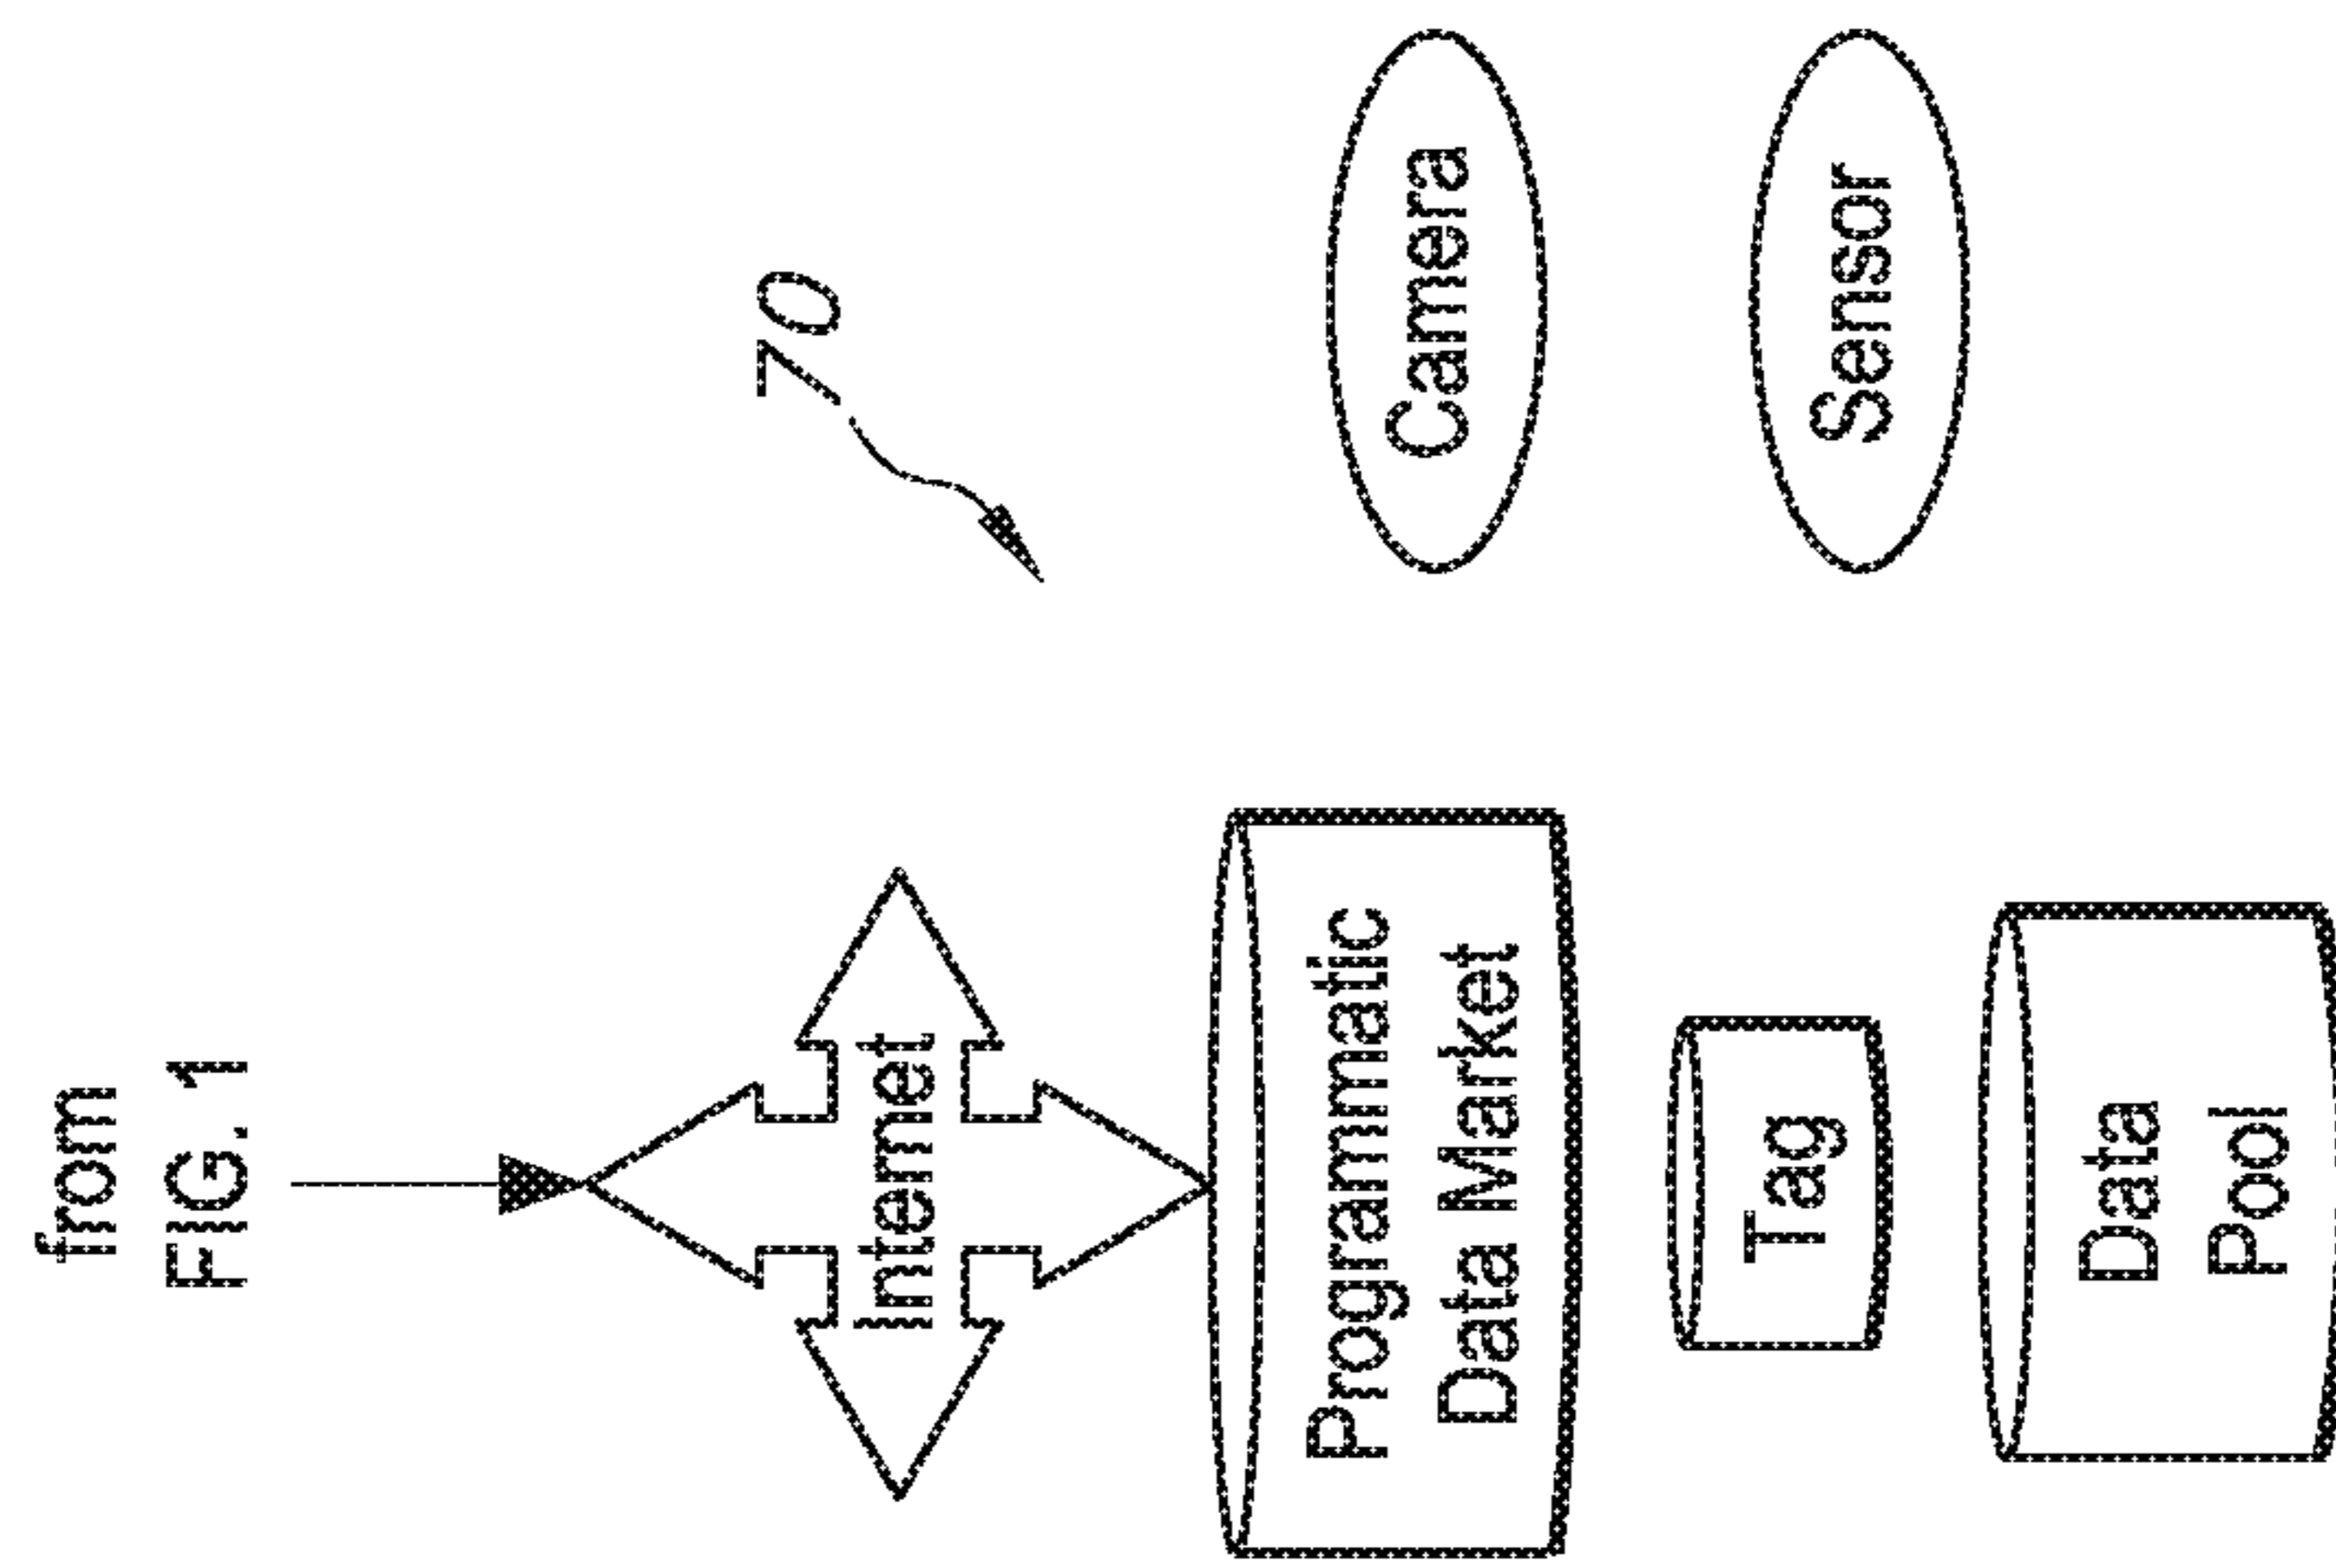 from
FIG. 1
70
Internet
Programmatic
Data Market
Tag
Data
Pool
Camera
Sensor